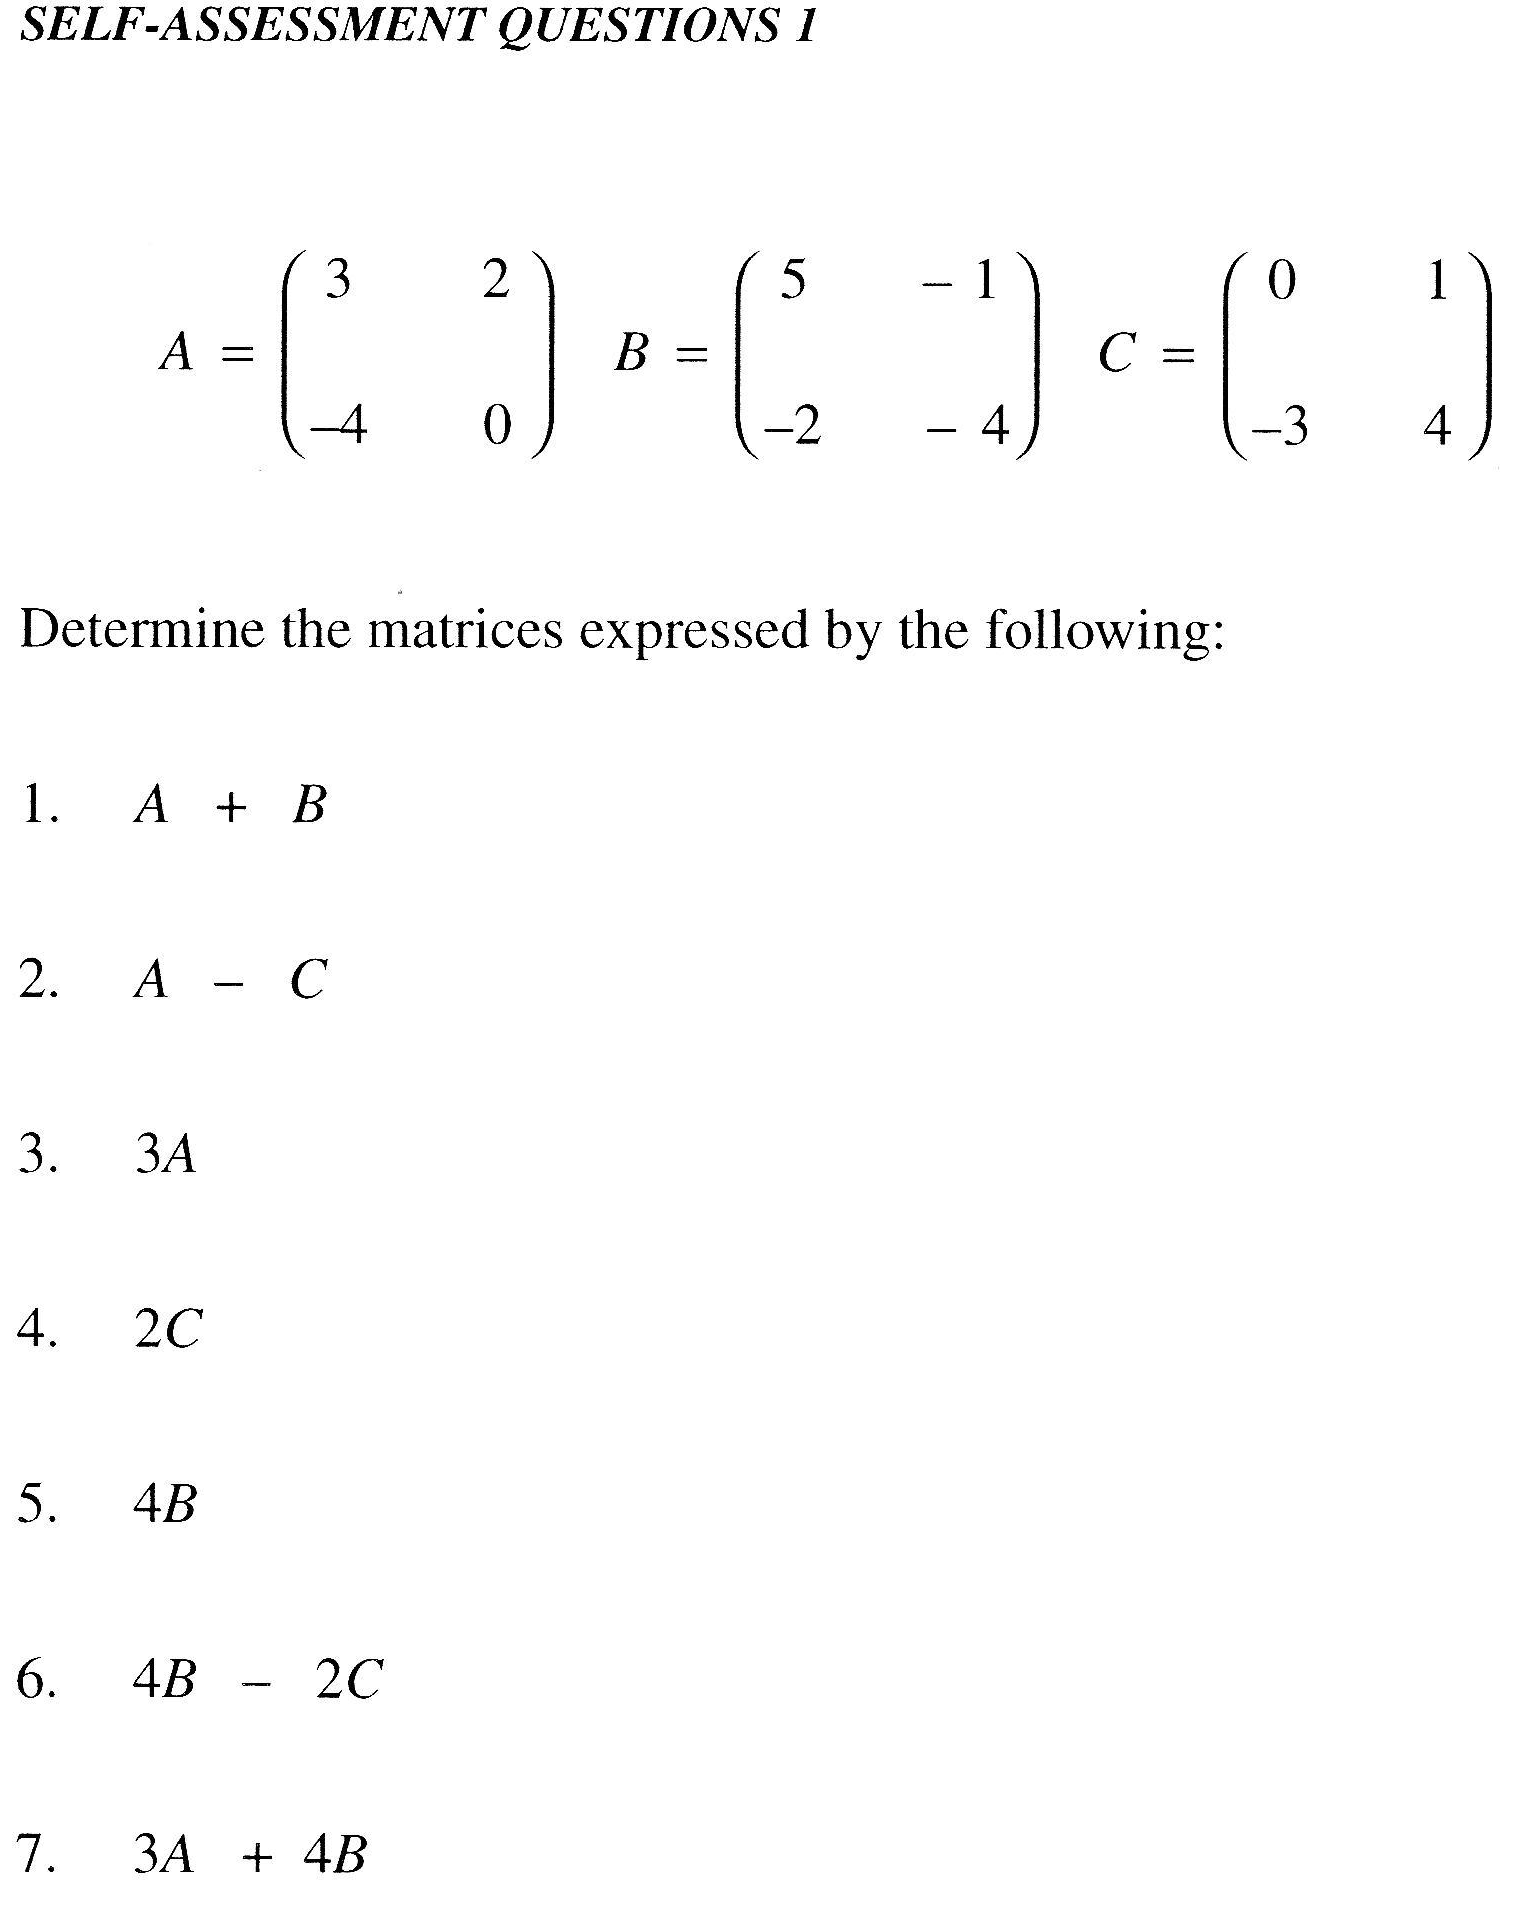 SELF-ASSESSMENT QUESTIONS 1
A = ( 3 2 ) B = ( 5 – 1 ) C = ( 0 1 )
–4 0 –2 – 4 –3 4
Determine the matrices expressed by the following:
1. A + B
2. A – C
3. 3A
4. 2C
5. 4B
6. 4B – 2C
7. 3A + 4B